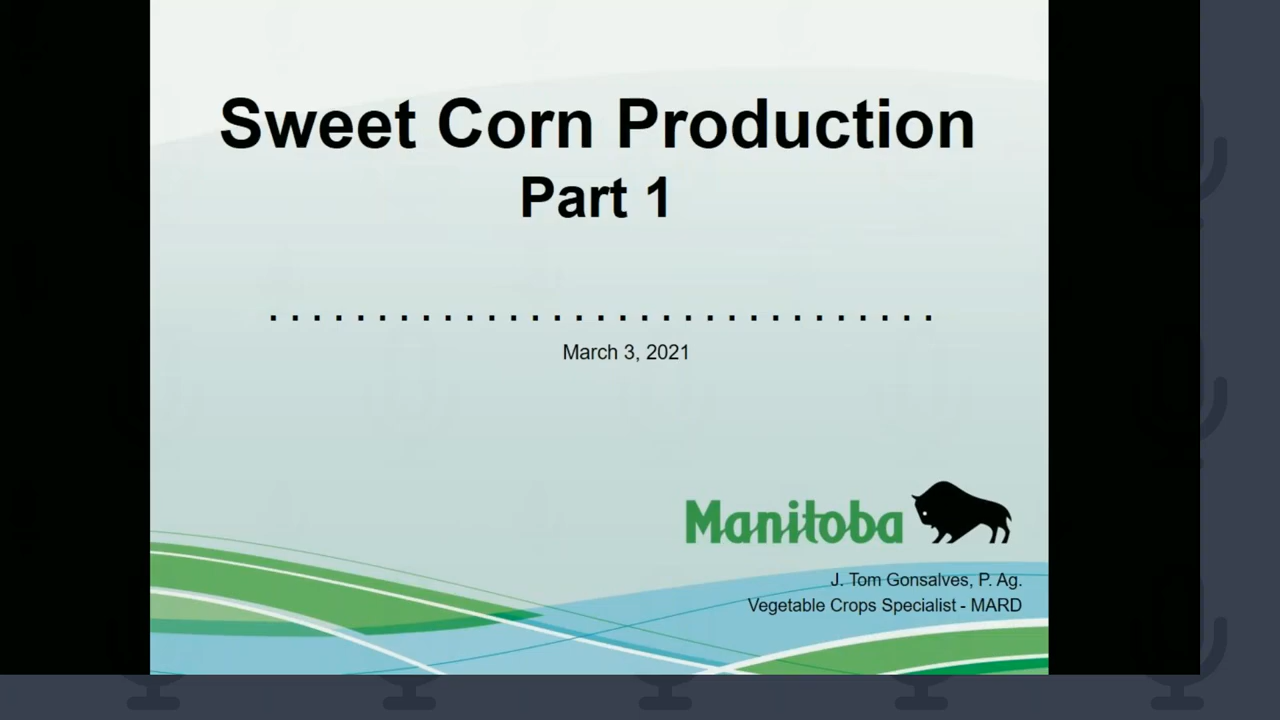 Sweet Corn Production
Part 1
...............................
March 3, 2021
Manitoba
J. Tom Gonsalves, P. Ag.
Vegetable Crops Specialist - MARD